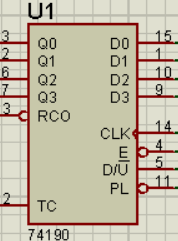 U1
3 Q0 D0 15
2 Q1 D1 1
6 Q2 D2 10
7 Q3 D3 9
3 RCO
CLK 14
E 4
D/U 5
PL 11
2 TC
74190